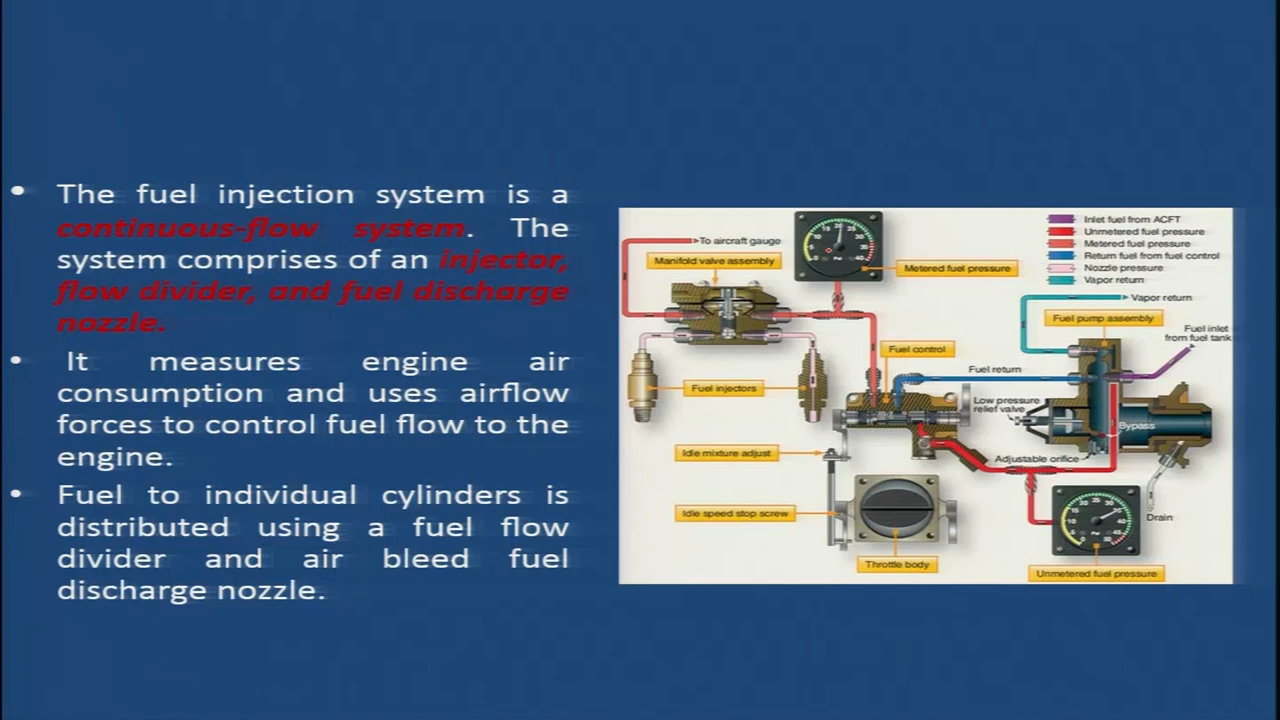 • The fuel injection system is a
continuous-flow system. The
system comprises of an injector,
flow divider, and fuel discharge
nozzle.
• It measures engine air
consumption and uses airflow
forces to control fuel flow to the
engine.
• Fuel to individual cylinders is
distributed using a fuel flow
divider and air bleed fuel
discharge nozzle.
To aircraft gauge
Manifold valve assembly
Metered fuel pressure
Inlet fuel from ACFT
Unmetered fuel pressure
Metered fuel pressure
Return fuel from fuel control
Nozzle pressure
Vapor return
Vapor return
Fuel pump assembly
Fuel inlet
from fuel tank
Fuel control
Fuel return
Fuel injectors
Low pressure
relief valve
Bypass
Idle mixture adjust
Adjustable orifice
Idle speed stop screw
Drain
Throttle body
Unmetered fuel pressure